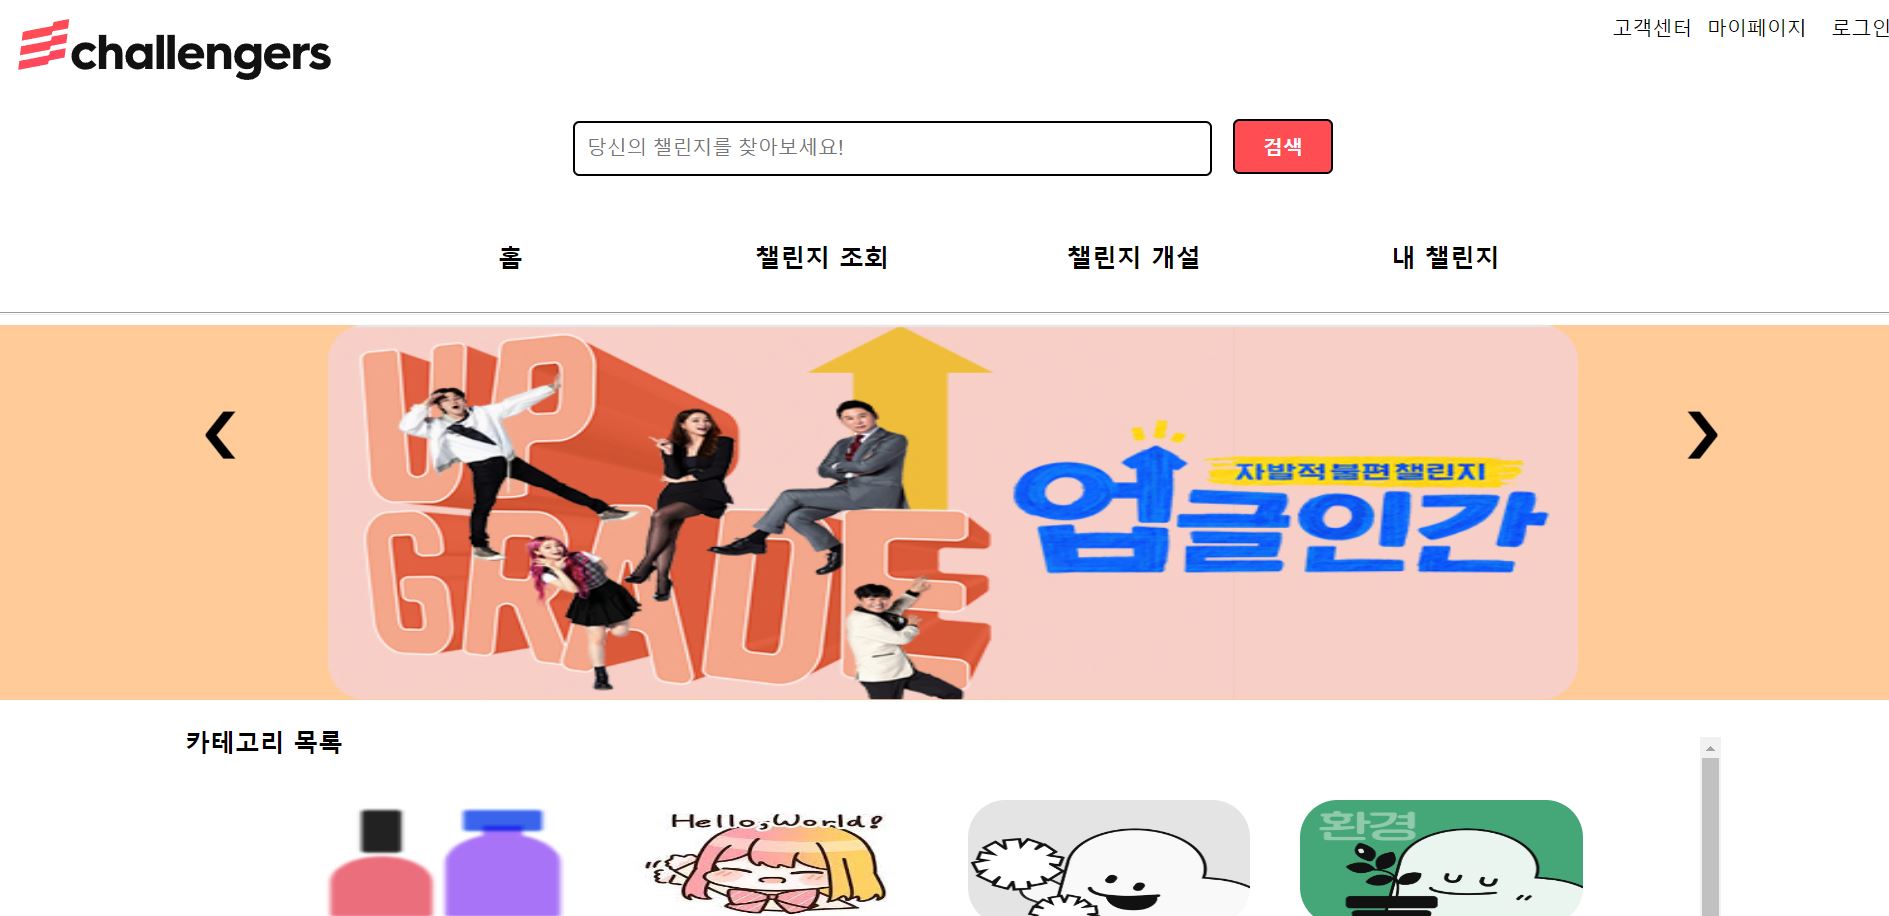 challengers
고객센터 마이페이지 로그인
당신의 챌린지를 찾아보세요! 검색
홈 챌린지 조회 챌린지 개설 내 챌린지
UP
GRADE
자발적 불편 챌린지
업글인간
카테고리 목록
Hello, World!
환경